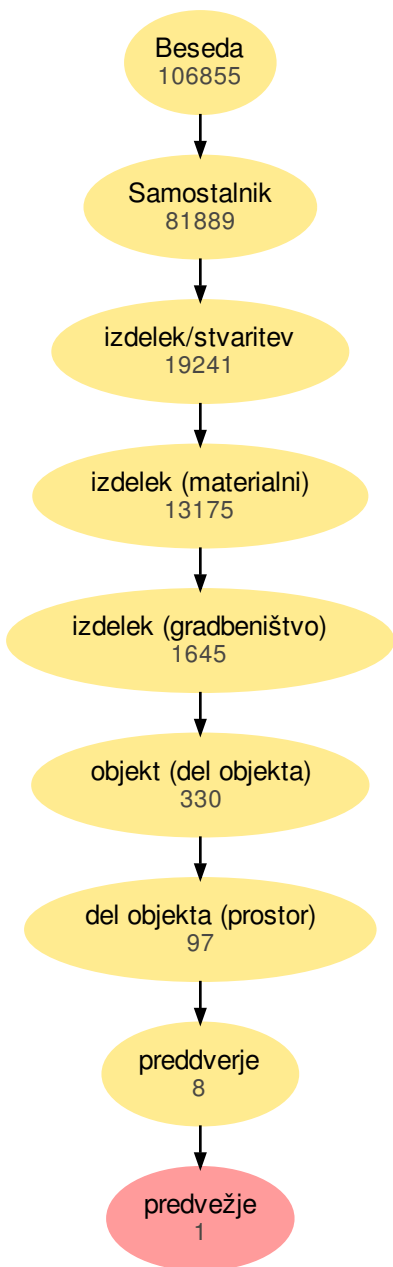 Beseda
106855
Samostalnik
81889
izdelek/stvaritev
19241
izdelek (materialni)
13175
izdelek (gradbeništvo)
1645
objekt (del objekta)
330
del objekta (prostor)
97
preddverje
8
predvežje
1